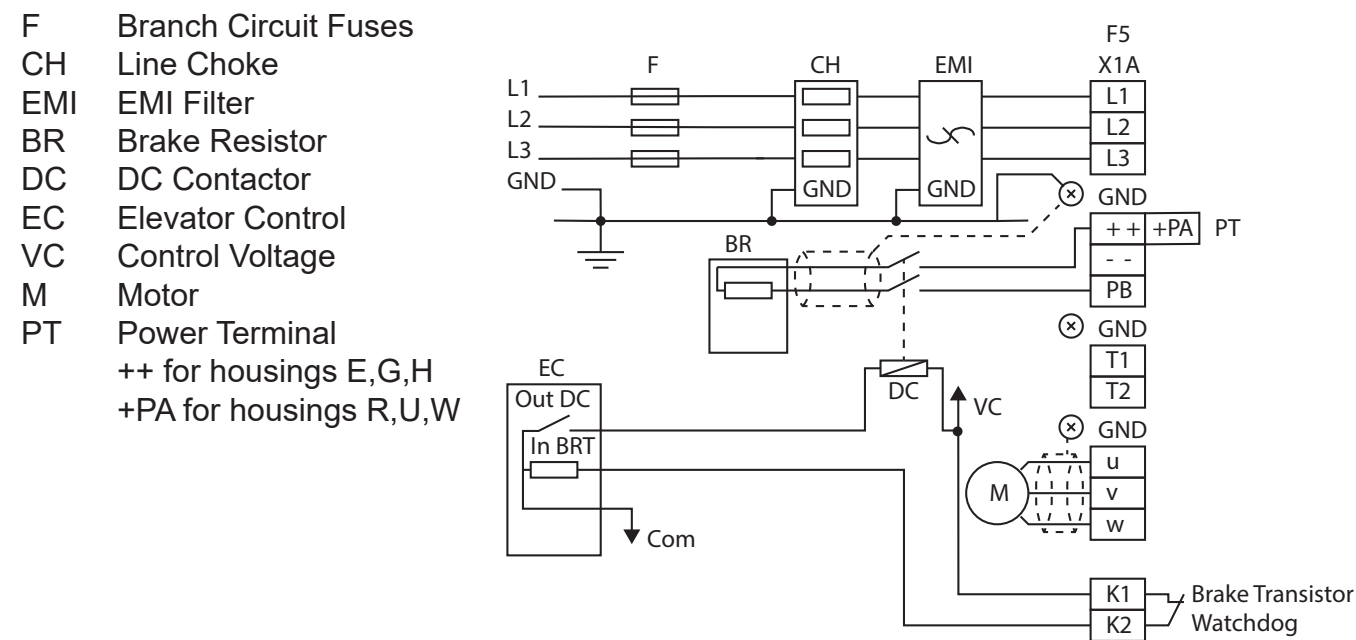 F Branch Circuit Fuses
CH Line Choke
EMI EMI Filter
BR Brake Resistor
DC DC Contactor
EC Elevator Control
VC Control Voltage
M Motor
PT Power Terminal
++ for housings E,G,H
+PA for housings R,U,W
F5
F CH EMI X1A
L1 L1
L2 L2
L3 L3
GND GND GND GND
BR ++ +PA PT
- -
PB
GND
EC T1
Out DC DC T2
VC
In BRT GND
u
M v
w
Com
K1 Brake Transistor
K2 Watchdog